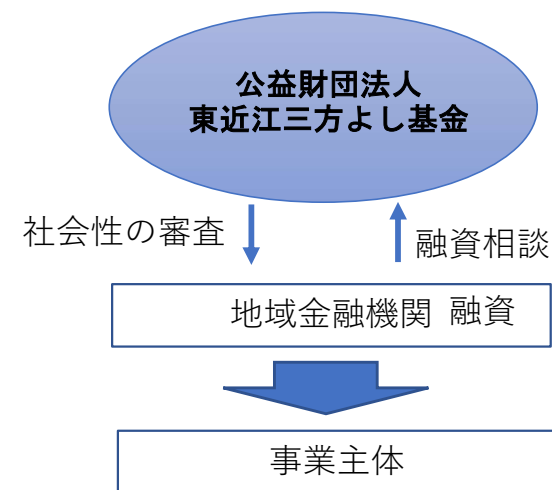 公益財団法人
東近江三方よし基金
社会性の審査
融資相談
地域金融機関 融資
事業主体